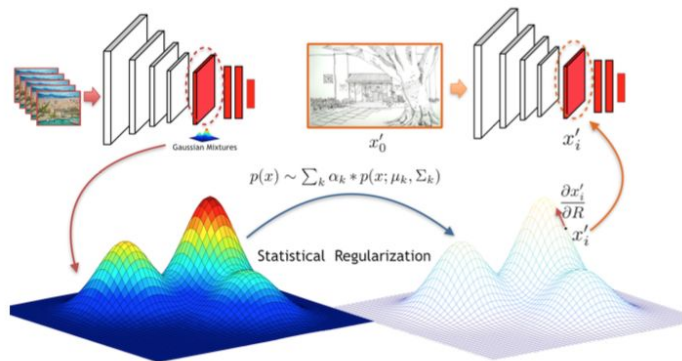 Gaussian Mixtures
x′₀
x′ᵢ
p(x) ∼ ∑ₖ αₖ ∗ p(x; μₖ, Σₖ)
∂x′ᵢ
∂R
x′ᵢ
Statistical Regularization